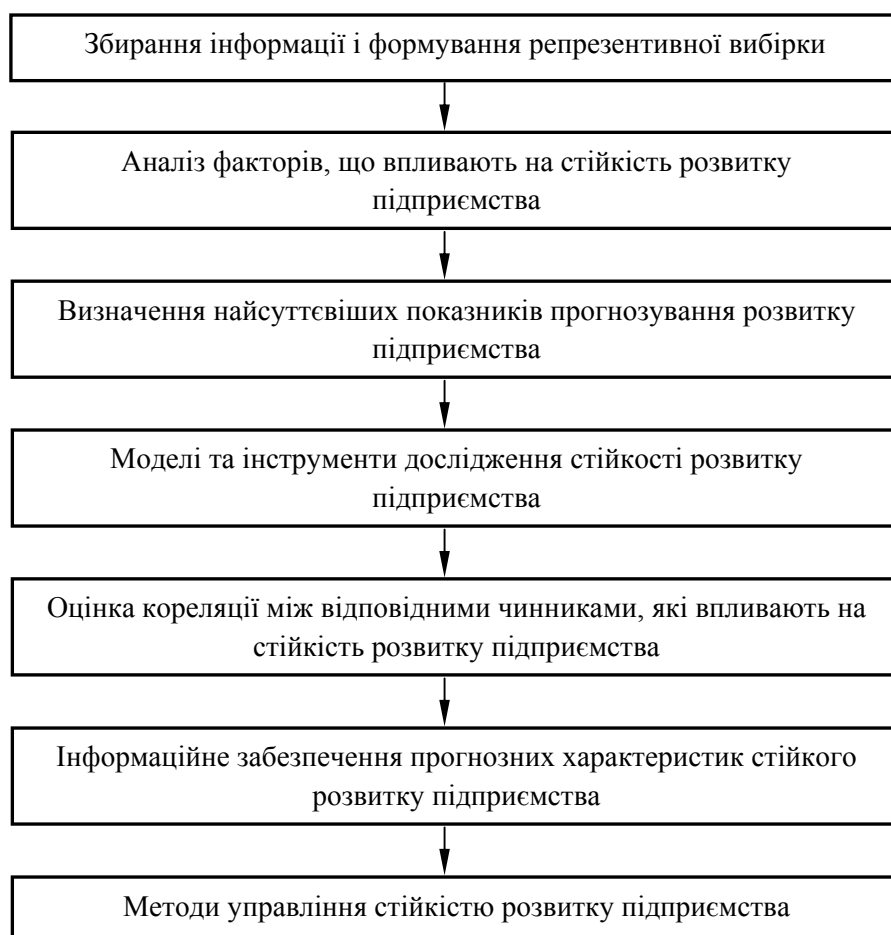 Збирання інформації і формування репрезентивної вибірки
Аналіз факторів, що впливають на стійкість розвитку
підприємства
Визначення найсуттєвіших показників прогнозування розвитку
підприємства
Моделі та інструменти дослідження стійкості розвитку
підприємства
Оцінка кореляції між відповідними чинниками, які впливають на
стійкість розвитку підприємства
Інформаційне забезпечення прогнозних характеристик стійкого
розвитку підприємства
Методи управління стійкістю розвитку підприємства